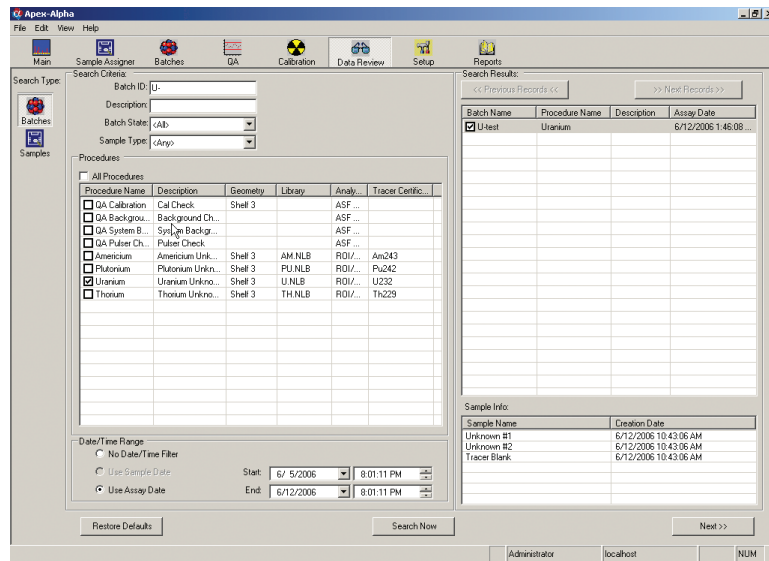 Apex-Alpha
File Edit View Help
Main Sample Assigner Batches QA Calibration Data Review Setup Reports
Search Type:
Batches
Samples
Search Criteria:
Batch ID: U-
Description:
Batch State: <All>
Sample Type: <Any>
Procedures
All Procedures
Procedure Name Description Geometry Library Analy... Tracer Certific...
QA Calibration Cal Check Shelf 3 ASF ...
QA Backgrou... Background Ch... ASF ...
QA System B... System Backgr... ASF ...
QA Pulser Ch... Pulser Check ASF ...
Americium Americium Unk... Shelf 3 AM.NLB ROI/... Am243
Plutonium Plutonium Unkn... Shelf 3 PU.NLB ROI/... Pu242
Uranium Uranium Unkno... Shelf 3 U.NLB ROI/... U232
Thorium Thorium Unkno... Shelf 3 TH.NLB ROI/... Th229
Date/Time Range
No Date/Time Filter
Use Sample Date
Use Assay Date
Start: 6/ 5/2006 8:01:11 PM
End: 6/12/2006 8:01:11 PM
Restore Defaults
Search Now
Search Results:
<< Previous Records <<
>> Next Records >>
Batch Name Procedure Name Description Assay Date
U-test Uranium 6/12/2006 1:46:08 ...
Sample Info:
Sample Name Creation Date
Unknown #1 6/12/2006 10:43:06 AM
Unknown #2 6/12/2006 10:43:06 AM
Tracer Blank 6/12/2006 10:43:06 AM
Next >>
Administrator localhost NUM